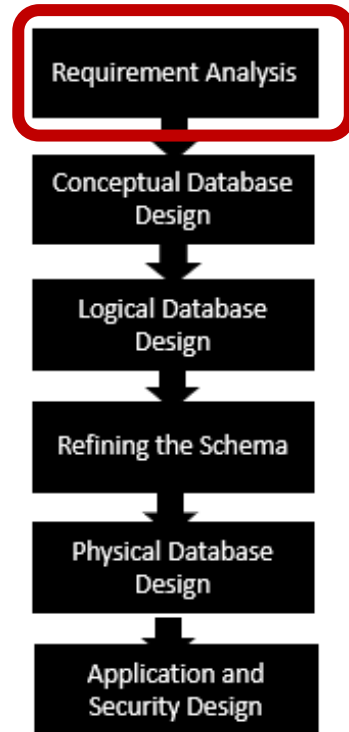 Requirement Analysis
Conceptual Database
Design
Logical Database
Design
Refining the Schema
Physical Database
Design
Application and
Security Design